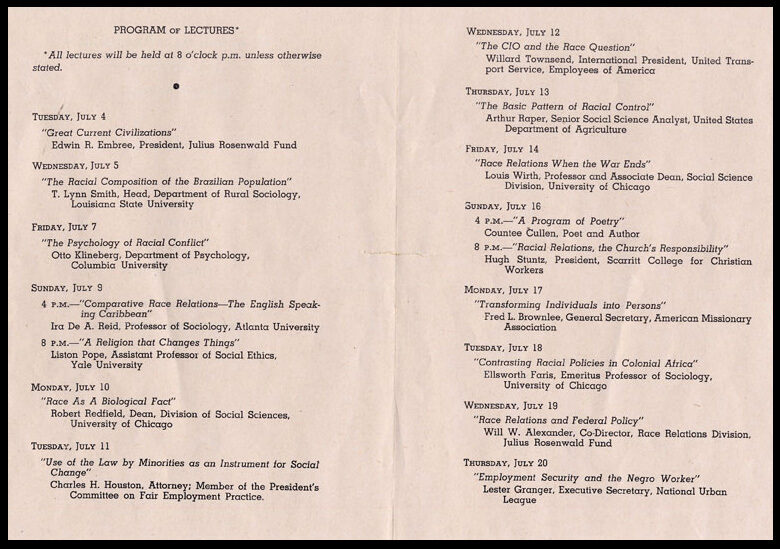 PROGRAM OF LECTURES*
*All lectures will be held at 8 o'clock p.m. unless otherwise
stated.
TUESDAY, JULY 4
"Great Current Civilizations"
Edwin R. Embree, President, Julius Rosenwald Fund
WEDNESDAY, JULY 5
"The Racial Composition of the Brazilian Population"
T. Lynn Smith, Head, Department of Rural Sociology,
Louisiana State University
FRIDAY, JULY 7
"The Psychology of Racial Conflict"
Otto Klineberg, Department of Psychology,
Columbia University
SUNDAY, JULY 9
4 P.M.—"Comparative Race Relations—The English Speak-
ing Caribbean"
Ira De A. Reid, Professor of Sociology, Atlanta University
8 P.M.—"A Religion that Changes Things"
Liston Pope, Assistant Professor of Social Ethics,
Yale University
MONDAY, JULY 10
"Race As A Biological Fact"
Robert Redfield, Dean, Division of Social Sciences,
University of Chicago
TUESDAY, JULY 11
"Use of the Law by Minorities as an Instrument for Social
Change"
Charles H. Houston, Attorney; Member of the President's
Committee on Fair Employment Practice.
WEDNESDAY, JULY 12
"The CIO and the Race Question"
Willard Townsend, International President, United Trans-
port Service, Employees of America
THURSDAY, JULY 13
"The Basic Pattern of Racial Control"
Arthur Raper, Senior Social Science Analyst, United States
Department of Agriculture
FRIDAY, JULY 14
"Race Relations When the War Ends"
Louis Wirth, Professor and Associate Dean, Social Science
Division, University of Chicago
SUNDAY, JULY 16
4 P.M.—"A Program of Poetry"
Countee Cullen, Poet and Author
8 P.M.—"Racial Relations, the Church's Responsibility"
Hugh Stuntz, President, Scarritt College for Christian
Workers
MONDAY, JULY 17
"Transforming Individuals into Persons"
Fred L. Brownlee, General Secretary, American Missionary
Association
TUESDAY, JULY 18
"Contrasting Racial Policies in Colonial Africa"
Ellsworth Faris, Emeritus Professor of Sociology,
University of Chicago
WEDNESDAY, JULY 19
"Race Relations and Federal Policy"
Will W. Alexander, Co-Director, Race Relations Division,
Julius Rosenwald Fund
THURSDAY, JULY 20
"Employment Security and the Negro Worker"
Lester Granger, Executive Secretary, National Urban
League